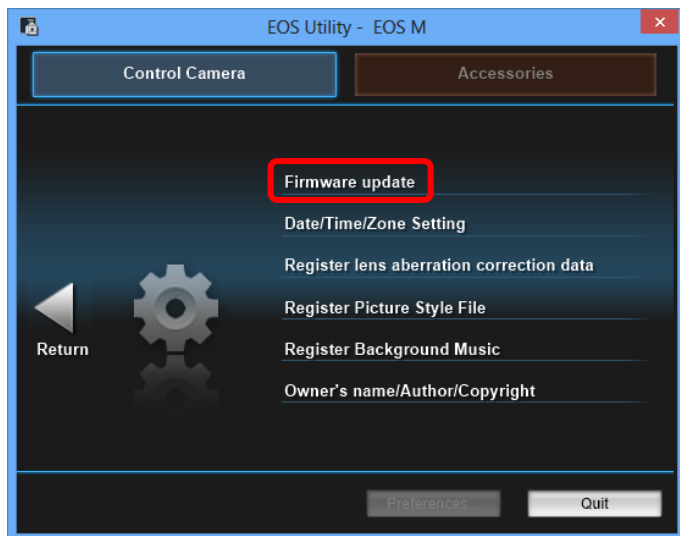 EOS Utility - EOS M
Control Camera
Accessories
Firmware update
Date/Time/Zone Setting
Register lens aberration correction data
Register Picture Style File
Return
Register Background Music
Owner's name/Author/Copyright
Preferences...
Quit